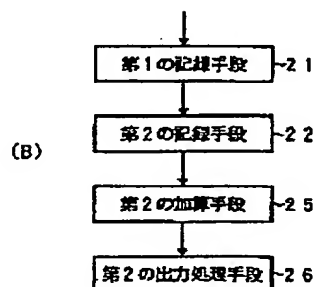 第1の記録手段 ~21
(B)
第2の記録手段 ~22
第2の加算手段 ~25
第2の出力処理手段 ~26